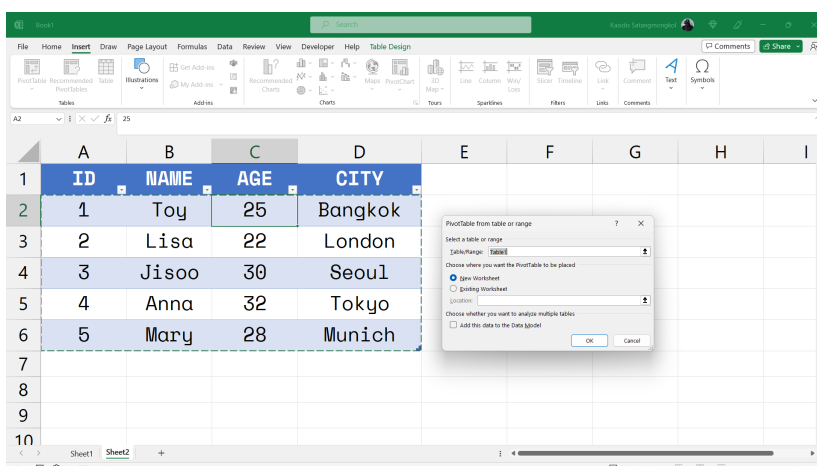 Book1
Search
File Home Insert Draw Page Layout Formulas Data Review View Developer Help Table Design
Comments Share
PivotTable Recommended PivotTables Table Illustrations Get Add-ins My Add-ins Recommended Charts Maps PivotChart 3D Map Line Column Win/Loss Slicer Timeline Link Comment Text Symbols
Tables Add-ins Charts Tours Sparklines Filters Links Comments
A2 fx 25
A B C D E F G H I
1 ID NAME AGE CITY
2 1 Toy 25 Bangkok
3 2 Lisa 22 London
4 3 Jisoo 30 Seoul
5 4 Anna 32 Tokyo
6 5 Mary 28 Munich
7
8
9
10
PivotTable from table or range ?
Select a table or range
Table/Range: Table1
Choose where you want the PivotTable to be placed
New Worksheet
Existing Worksheet
Location:
Choose whether you want to analyze multiple tables
Add this data to the Data Model
OK Cancel
Sheet1 Sheet2